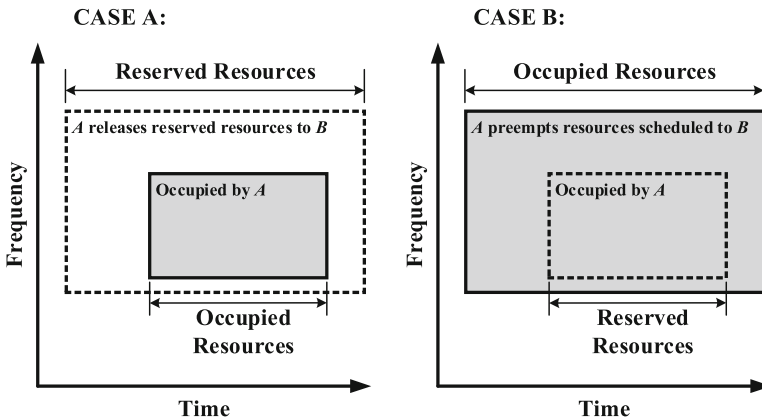 CASE A:
Reserved Resources
A releases reserved resources to B
Occupied by A
Occupied
Resources
Frequency
Time
CASE B:
Occupied Resources
A preempts resources scheduled to B
Occupied by A
Reserved
Resources
Frequency
Time